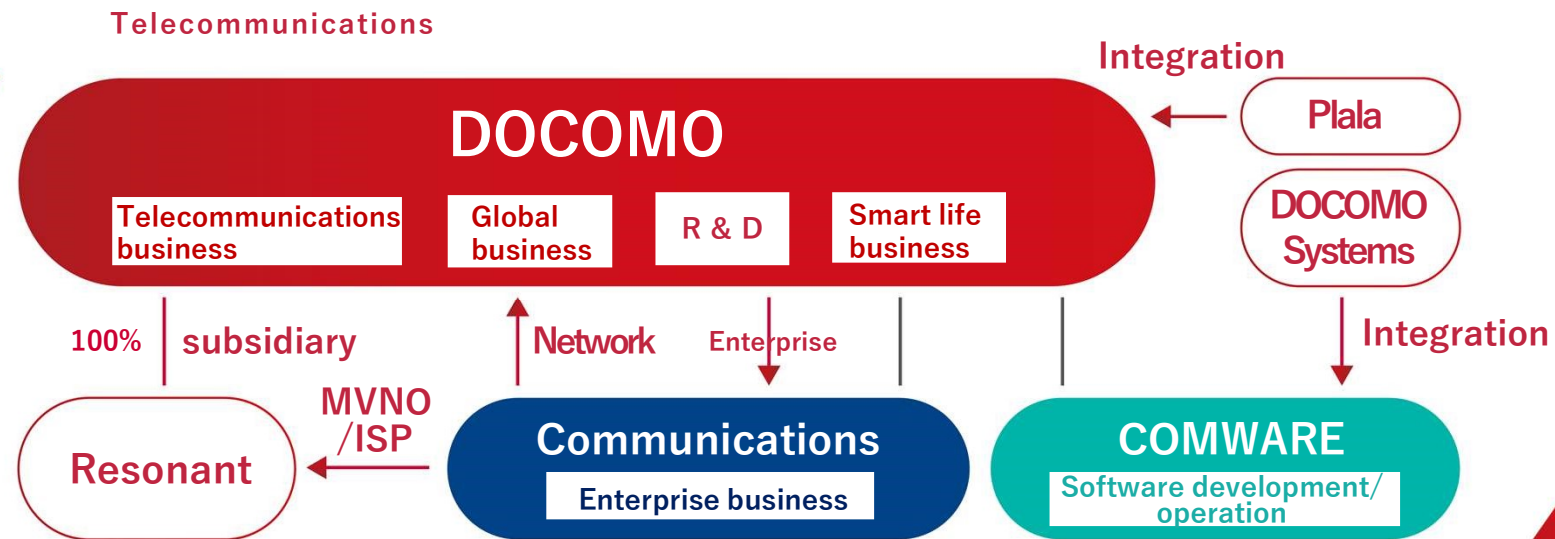 Telecommunications
Integration
DOCOMO
Plala
Telecommunications
business
Global
business
R & D
Smart life
business
DOCOMO
Systems
100%
subsidiary
Network
Enterprise
Integration
MVNO
/ISP
Resonant
Communications
Enterprise business
COMWARE
Software development/
operation